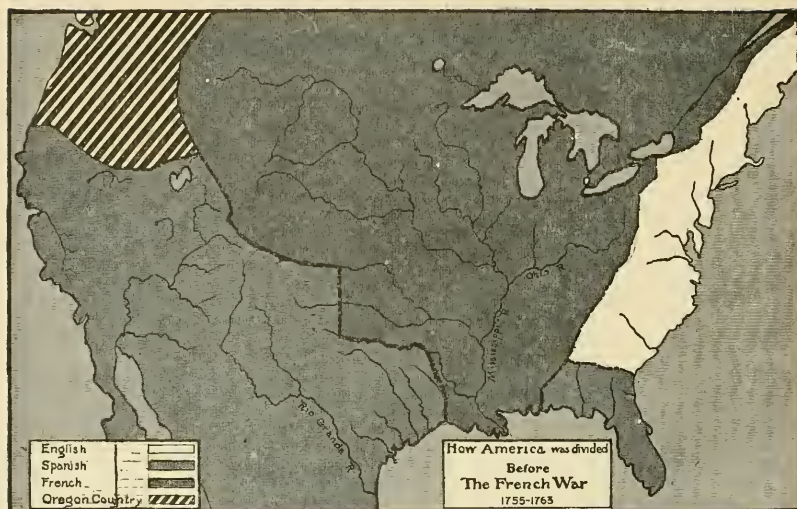 Ohio R.
Mississippi R.
Rio Grande R
English
Spanish
French
Oregon Country
How America was divided
Before
The French War
1755-1763